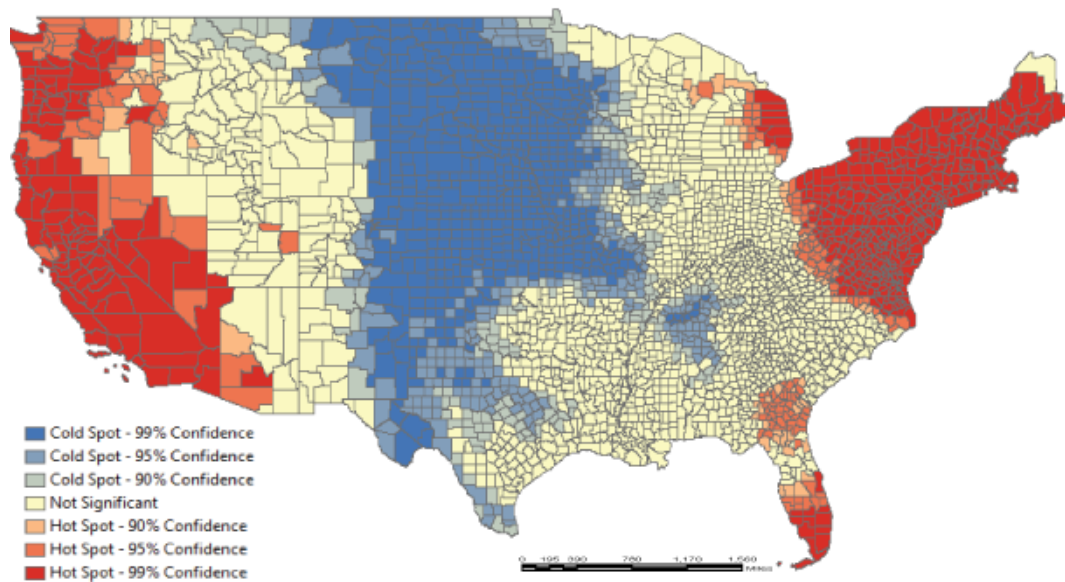 Cold Spot - 99% Confidence
Cold Spot - 95% Confidence
Cold Spot - 90% Confidence
Not Significant
Hot Spot - 90% Confidence
Hot Spot - 95% Confidence
Hot Spot - 99% Confidence
0 195 390 780 1,170 1,560
Miles